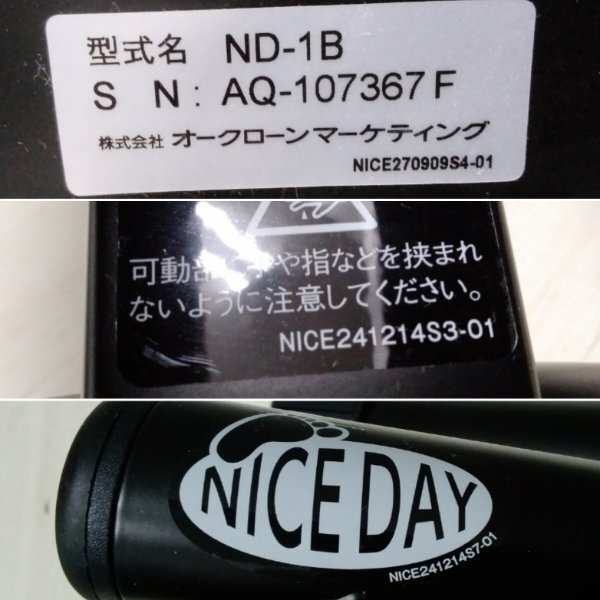 型式名 ND-1B
S N: AQ-107367F
株式会社 オークローンマーケティング
NICE270909S4-01
可動部に手や指などを挟まれ
ないように注意してください。
NICE241214S3-01
NICE DAY
NICE241214S7-01